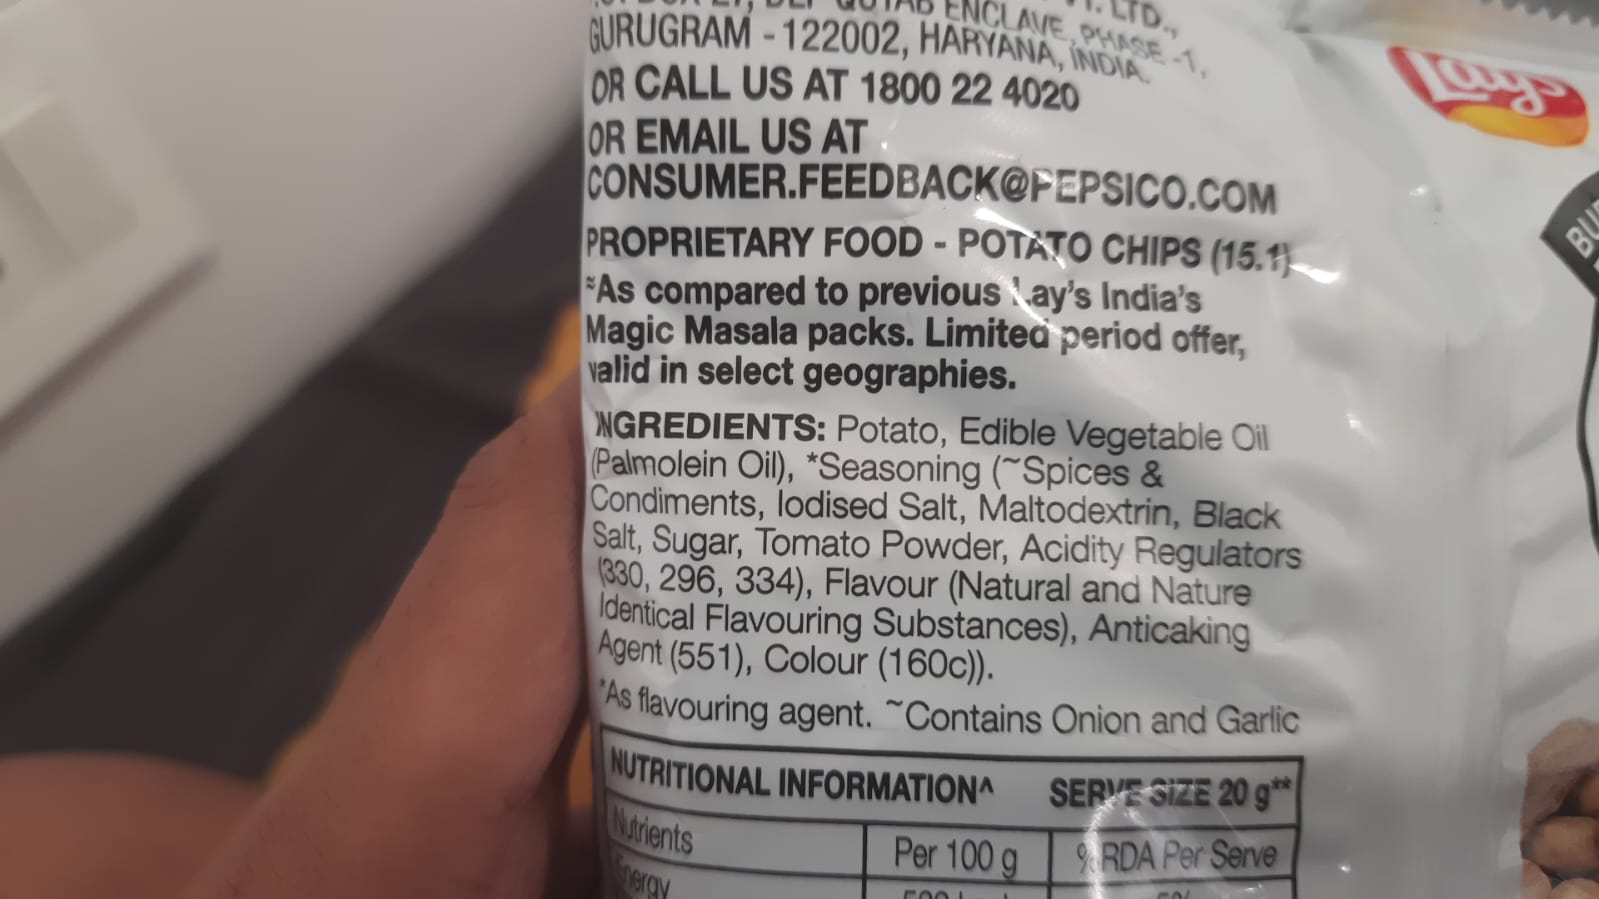 QUTAB ENCLAVE, PHASE -1,
GURUGRAM - 122002, HARYANA, INDIA.
OR CALL US AT 1800 22 4020
OR EMAIL US AT
CONSUMER.FEEDBACK@PEPSICO.COM
PROPRIETARY FOOD - POTATO CHIPS (15.1)
≈As compared to previous Lay's India's
Magic Masala packs. Limited period offer,
valid in select geographies.
INGREDIENTS: Potato, Edible Vegetable Oil
(Palmolein Oil), *Seasoning (~Spices &
Condiments, Iodised Salt, Maltodextrin, Black
Salt, Sugar, Tomato Powder, Acidity Regulators
(330, 296, 334), Flavour (Natural and Nature
Identical Flavouring Substances), Anticaking
Agent (551), Colour (160c)).
*As flavouring agent. ~Contains Onion and Garlic
NUTRITIONAL INFORMATION^ SERVE SIZE 20 g**
Nutrients Per 100 g %RDA Per Serve
Energy
Lay's